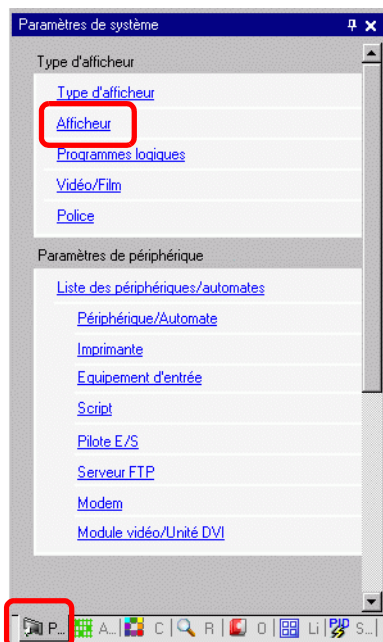 Paramètres de système
Type d'afficheur
Type d'afficheur
Afficheur
Programmes logiques
Vidéo/Film
Police
Paramètres de périphérique
Liste des périphériques/automates
Périphérique/Automate
Imprimante
Equipement d'entrée
Script
Pilote E/S
Serveur FTP
Modem
Module vidéo/Unité DVI
P... A... C R O Li S...